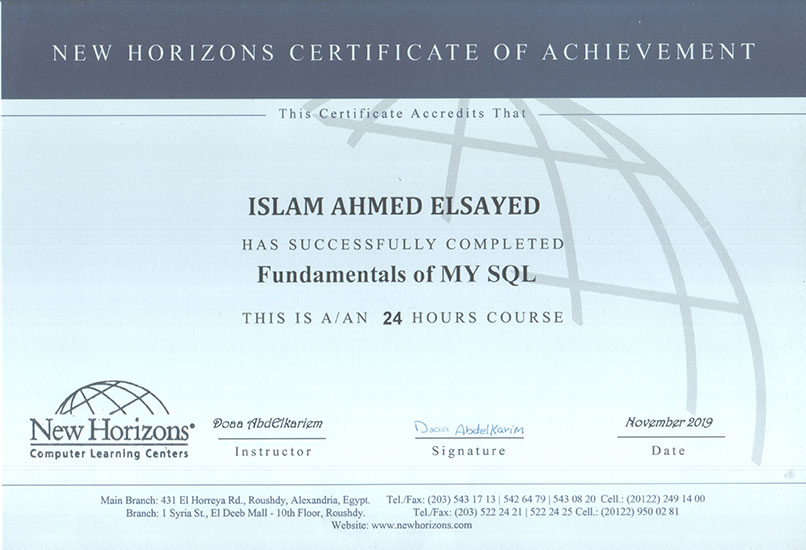 NEW HORIZONS CERTIFICATE OF ACHIEVEMENT
This Certificate Accredits That
ISLAM AHMED ELSAYED
HAS SUCCESSFULLY COMPLETED
Fundamentals of MY SQL
THIS IS A/AN 24 HOURS COURSE
New Horizons®
Computer Learning Centers
Doaa AbdElkariem
Instructor
Doaa Abdelkarim
Signature
November 2019
Date
Main Branch: 431 El Horreya Rd., Roushdy, Alexandria, Egypt. Tel./Fax: (203) 543 17 13 | 542 64 79 | 543 08 20 Cell.: (20122) 249 14 00
Branch: 1 Syria St., El Deeb Mall - 10th Floor, Roushdy. Tel./Fax: (203) 522 24 21 | 522 24 25 Cell.: (20122) 950 02 81
Website: www.newhorizons.com